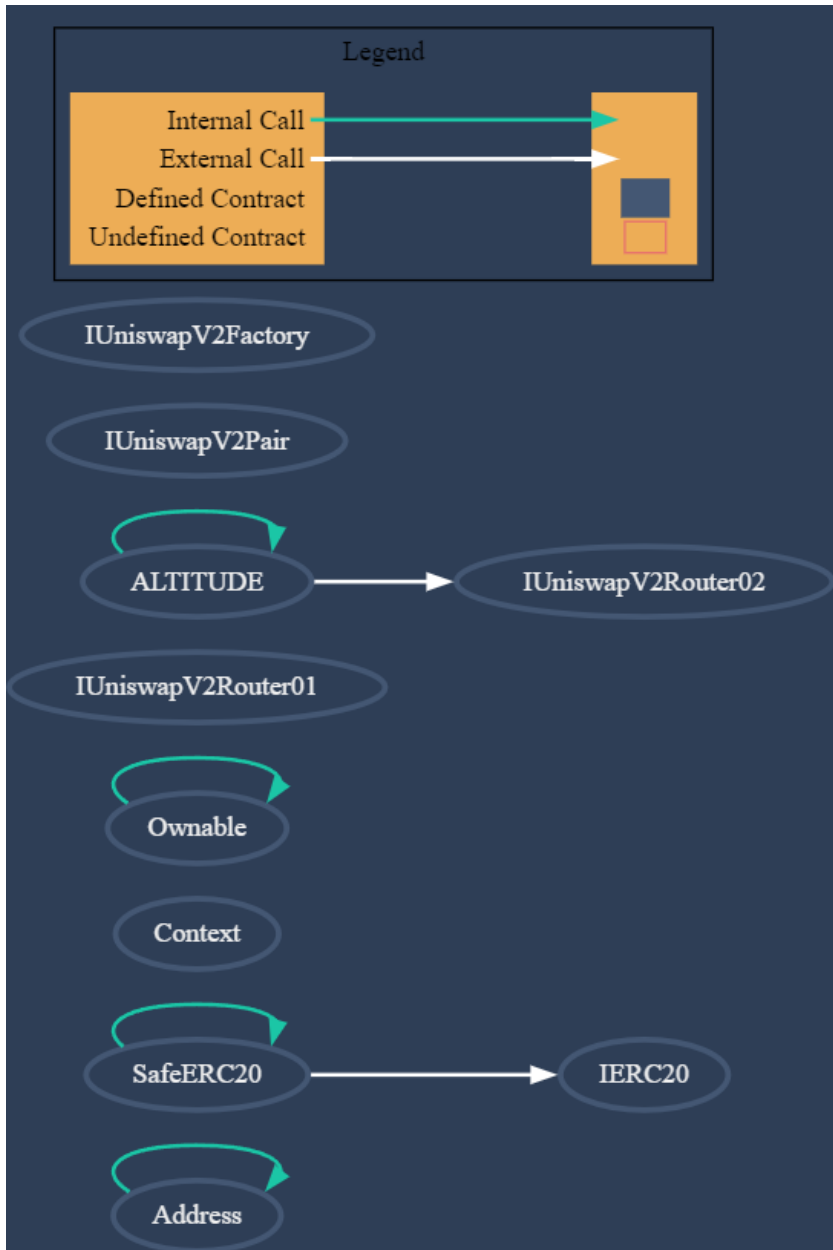 Legend
Internal Call
External Call
Defined Contract
Undefined Contract
IUniswapV2Factory
IUniswapV2Pair
ALTITUDE
IUniswapV2Router02
IUniswapV2Router01
Ownable
Context
SafeERC20
IERC20
Address